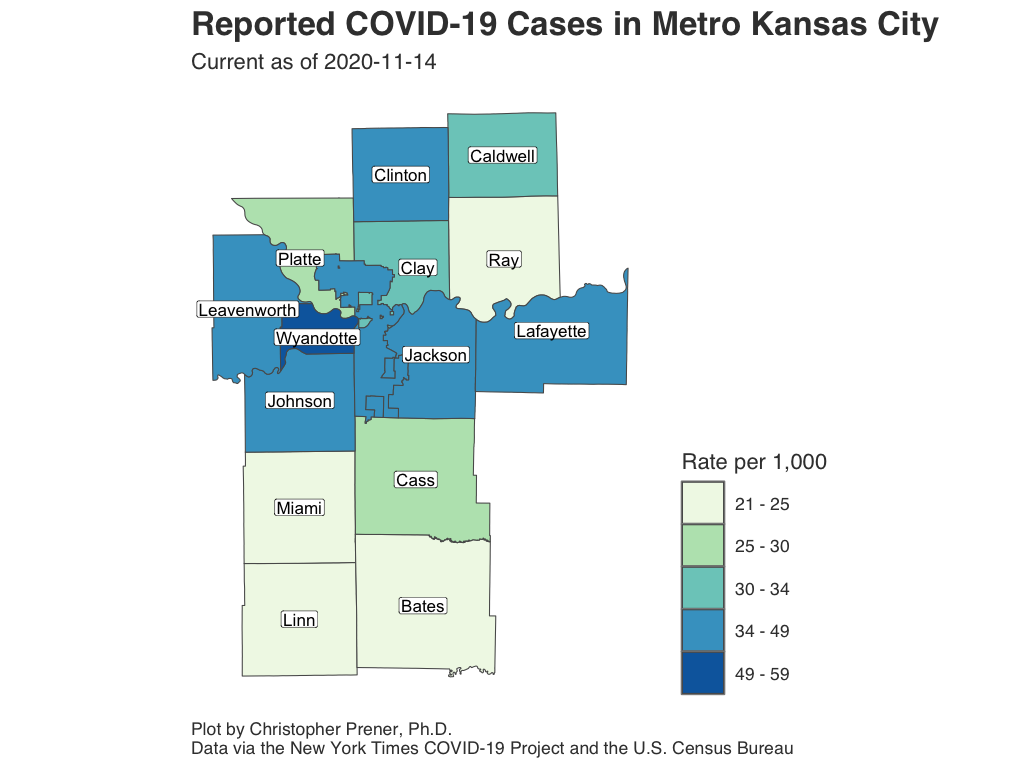 Reported COVID-19 Cases in Metro Kansas City
Current as of 2020-11-14
Caldwell
Clinton
Platte
Clay
Ray
Leavenworth
Wyandotte
Lafayette
Jackson
Johnson
Cass
Miami
Bates
Linn
Rate per 1,000
21 - 25
25 - 30
30 - 34
34 - 49
49 - 59
Plot by Christopher Prener, Ph.D.
Data via the New York Times COVID-19 Project and the U.S. Census Bureau